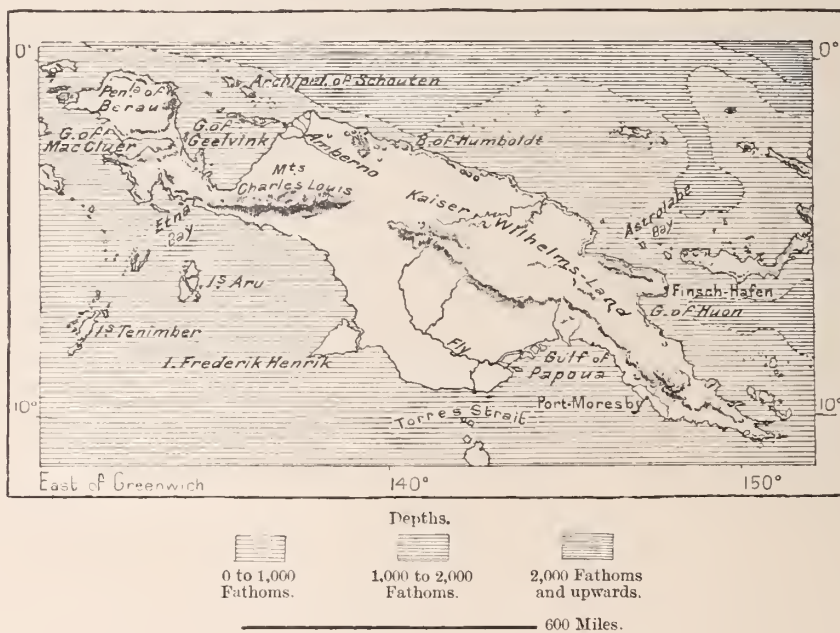 0°
0°
Archipel. of Schouten
Pen.la of
Berau
G. of
MacCluer
G. of
Geelvink
Amberno
B. of Humboldt
Mts
Charles Louis
Kaiser Wilhelms-Land
Etna
Bay
Astrolabe
Bay
Is Aru
Finsch-Hafen
G. of Huon
Is Tenimber
I. Frederik Henrik
Fly
Gulf of
Papoua
Port-Moresby
10°
10°
Torres Strait
East of Greenwich
140°
150°
Depths.
0 to 1,000
Fathoms.
1,000 to 2,000
Fathoms.
2,000 Fathoms
and upwards.
600 Miles.